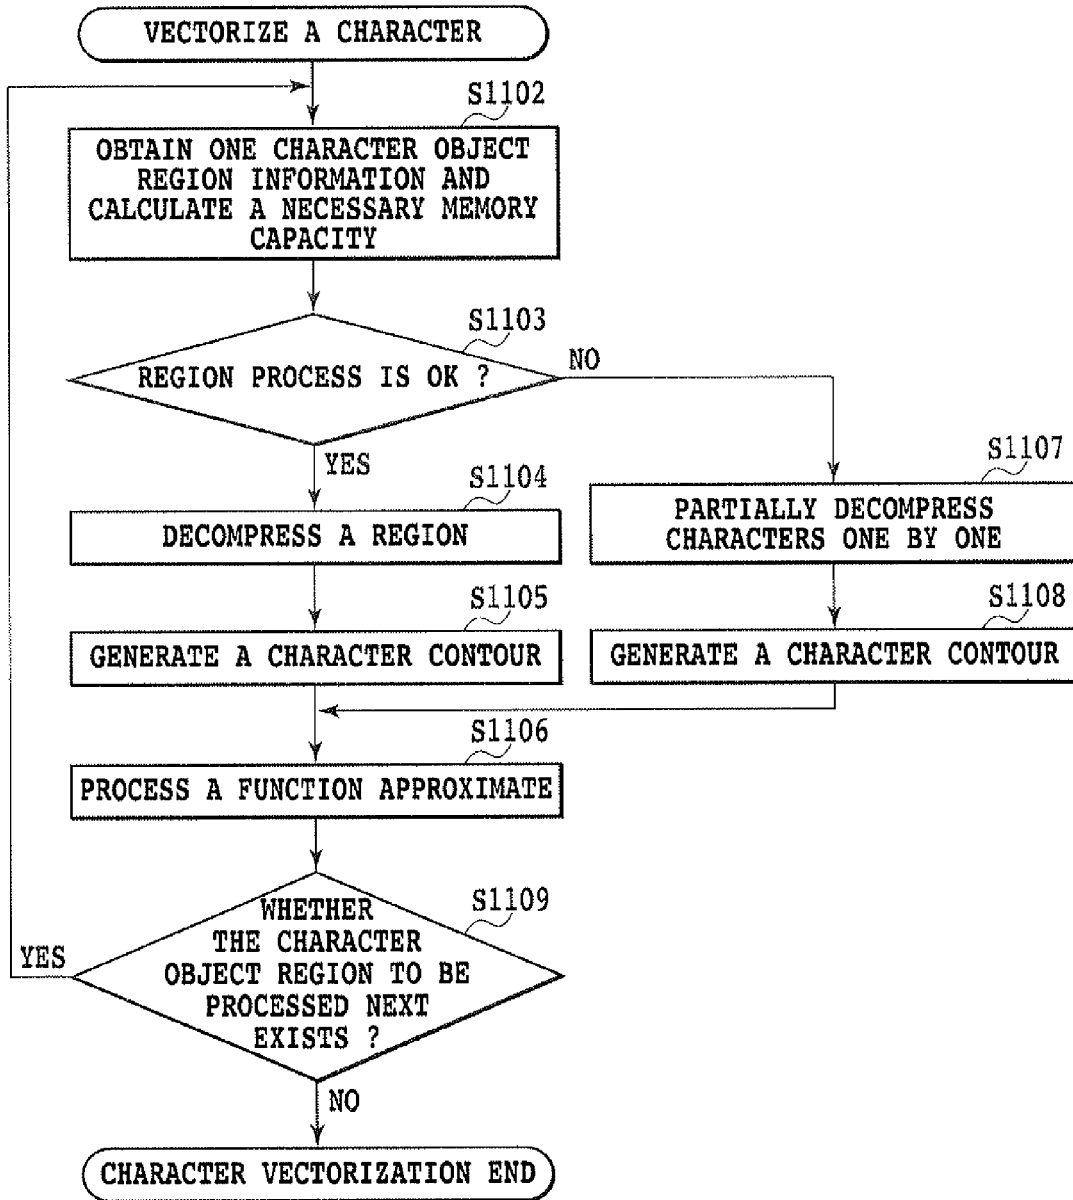 VECTORIZE A CHARACTER
S1102
OBTAIN ONE CHARACTER OBJECT
REGION INFORMATION AND
CALCULATE A NECESSARY MEMORY
CAPACITY
S1103
REGION PROCESS IS OK ?
NO
YES
S1104
DECOMPRESS A REGION
S1107
PARTIALLY DECOMPRESS
CHARACTERS ONE BY ONE
S1105
GENERATE A CHARACTER CONTOUR
S1108
GENERATE A CHARACTER CONTOUR
S1106
PROCESS A FUNCTION APPROXIMATE
S1109
WHETHER
THE CHARACTER
OBJECT REGION TO BE
PROCESSED NEXT
EXISTS ?
YES
NO
CHARACTER VECTORIZATION END